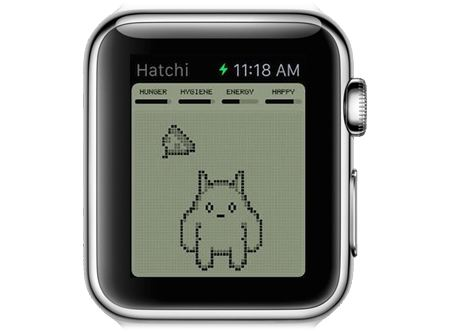 Hatchi 11:18 AM
HUNGER HYGIENE ENERGY HAPPY